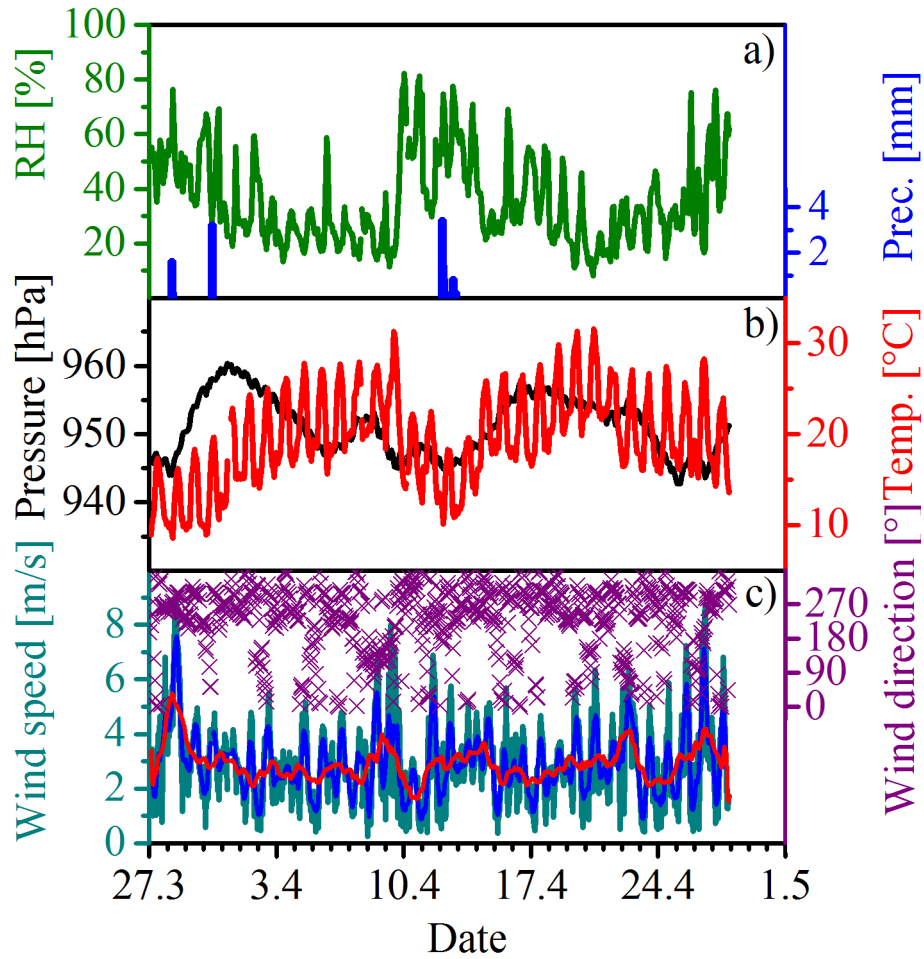 a)
RH [%]
100
80
60
40
20
Prec. [mm]
4
2
b)
Pressure [hPa]
960
950
940
Temp. [°C]
30
20
10
c)
Wind speed [m/s]
8
6
4
2
0
Wind direction [°]
270
180
90
0
27.3 3.4 10.4 17.4 24.4 1.5
Date